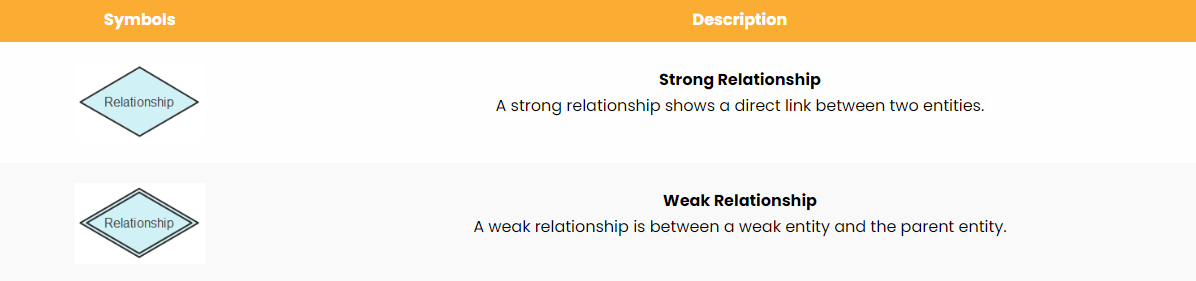 Symbols Description
Strong Relationship
Relationship
A strong relationship shows a direct link between two entities.
Weak Relationship
Relationship
A weak relationship is between a weak entity and the parent entity.